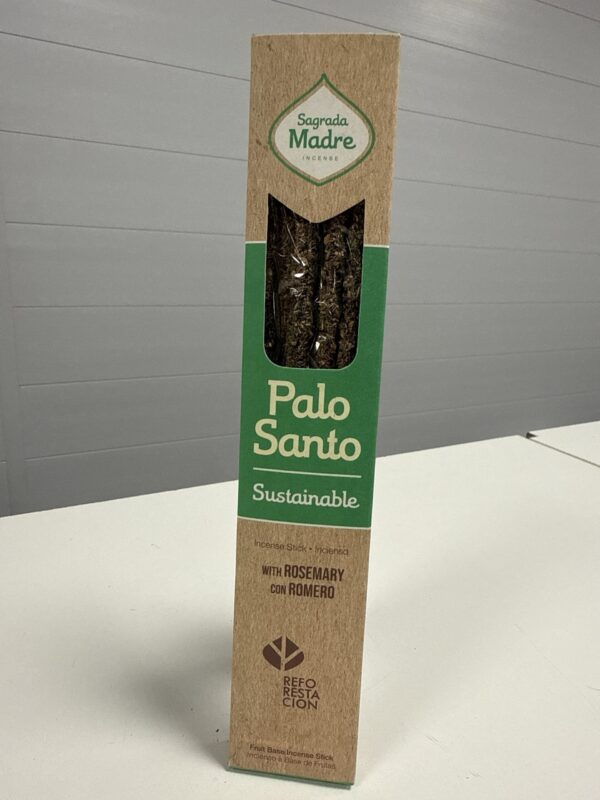 Sagrada
Madre
INCENSE
Palo
Santo
Sustainable
Incense Stick • Incienso
WITH ROSEMARY
CON ROMERO
REFO
RESTA
CION
Fruit Base Incense Stick
Incienso a Base de Frutas